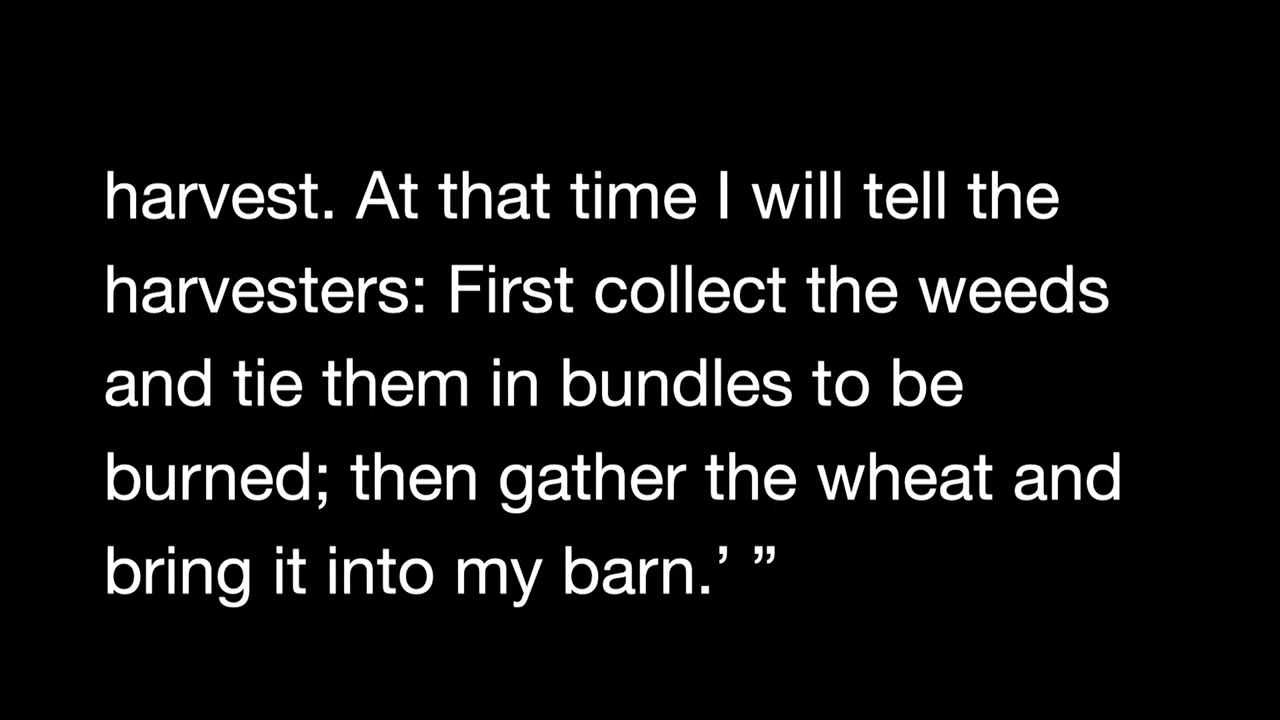 harvest. At that time I will tell the
harvesters: First collect the weeds
and tie them in bundles to be
burned; then gather the wheat and
bring it into my barn.’ ”